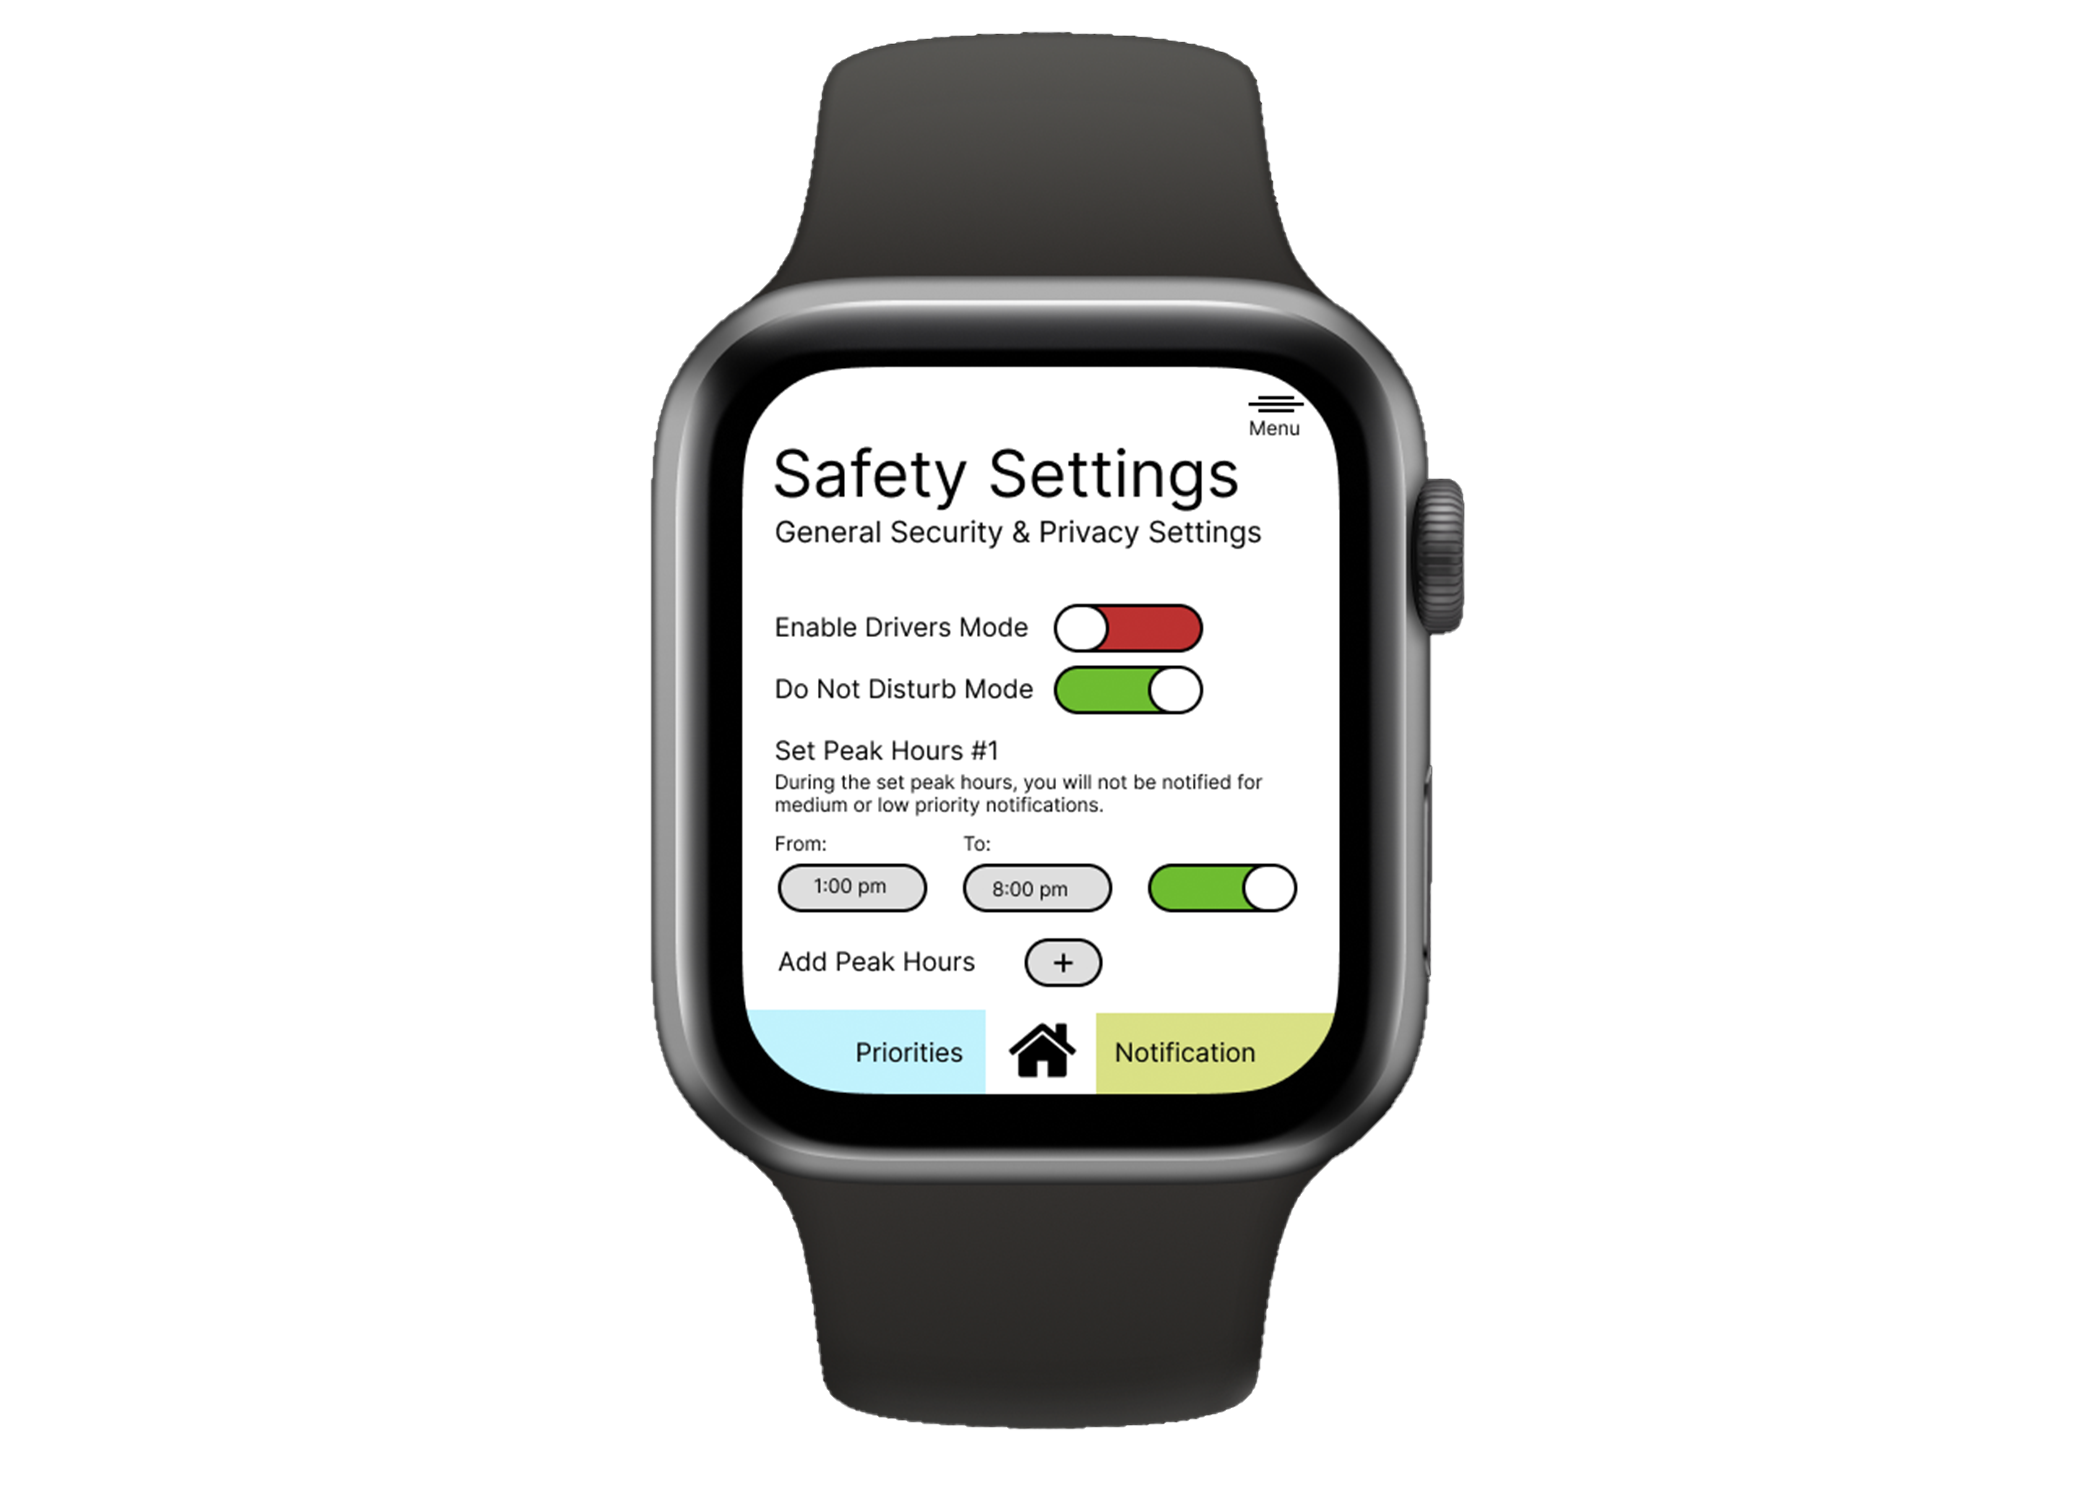 Menu
Safety Settings
General Security & Privacy Settings
Enable Drivers Mode
Do Not Disturb Mode
Set Peak Hours #1
During the set peak hours, you will not be notified for
medium or low priority notifications.
From: To:
1:00 pm 8:00 pm
Add Peak Hours +
Priorities Notification